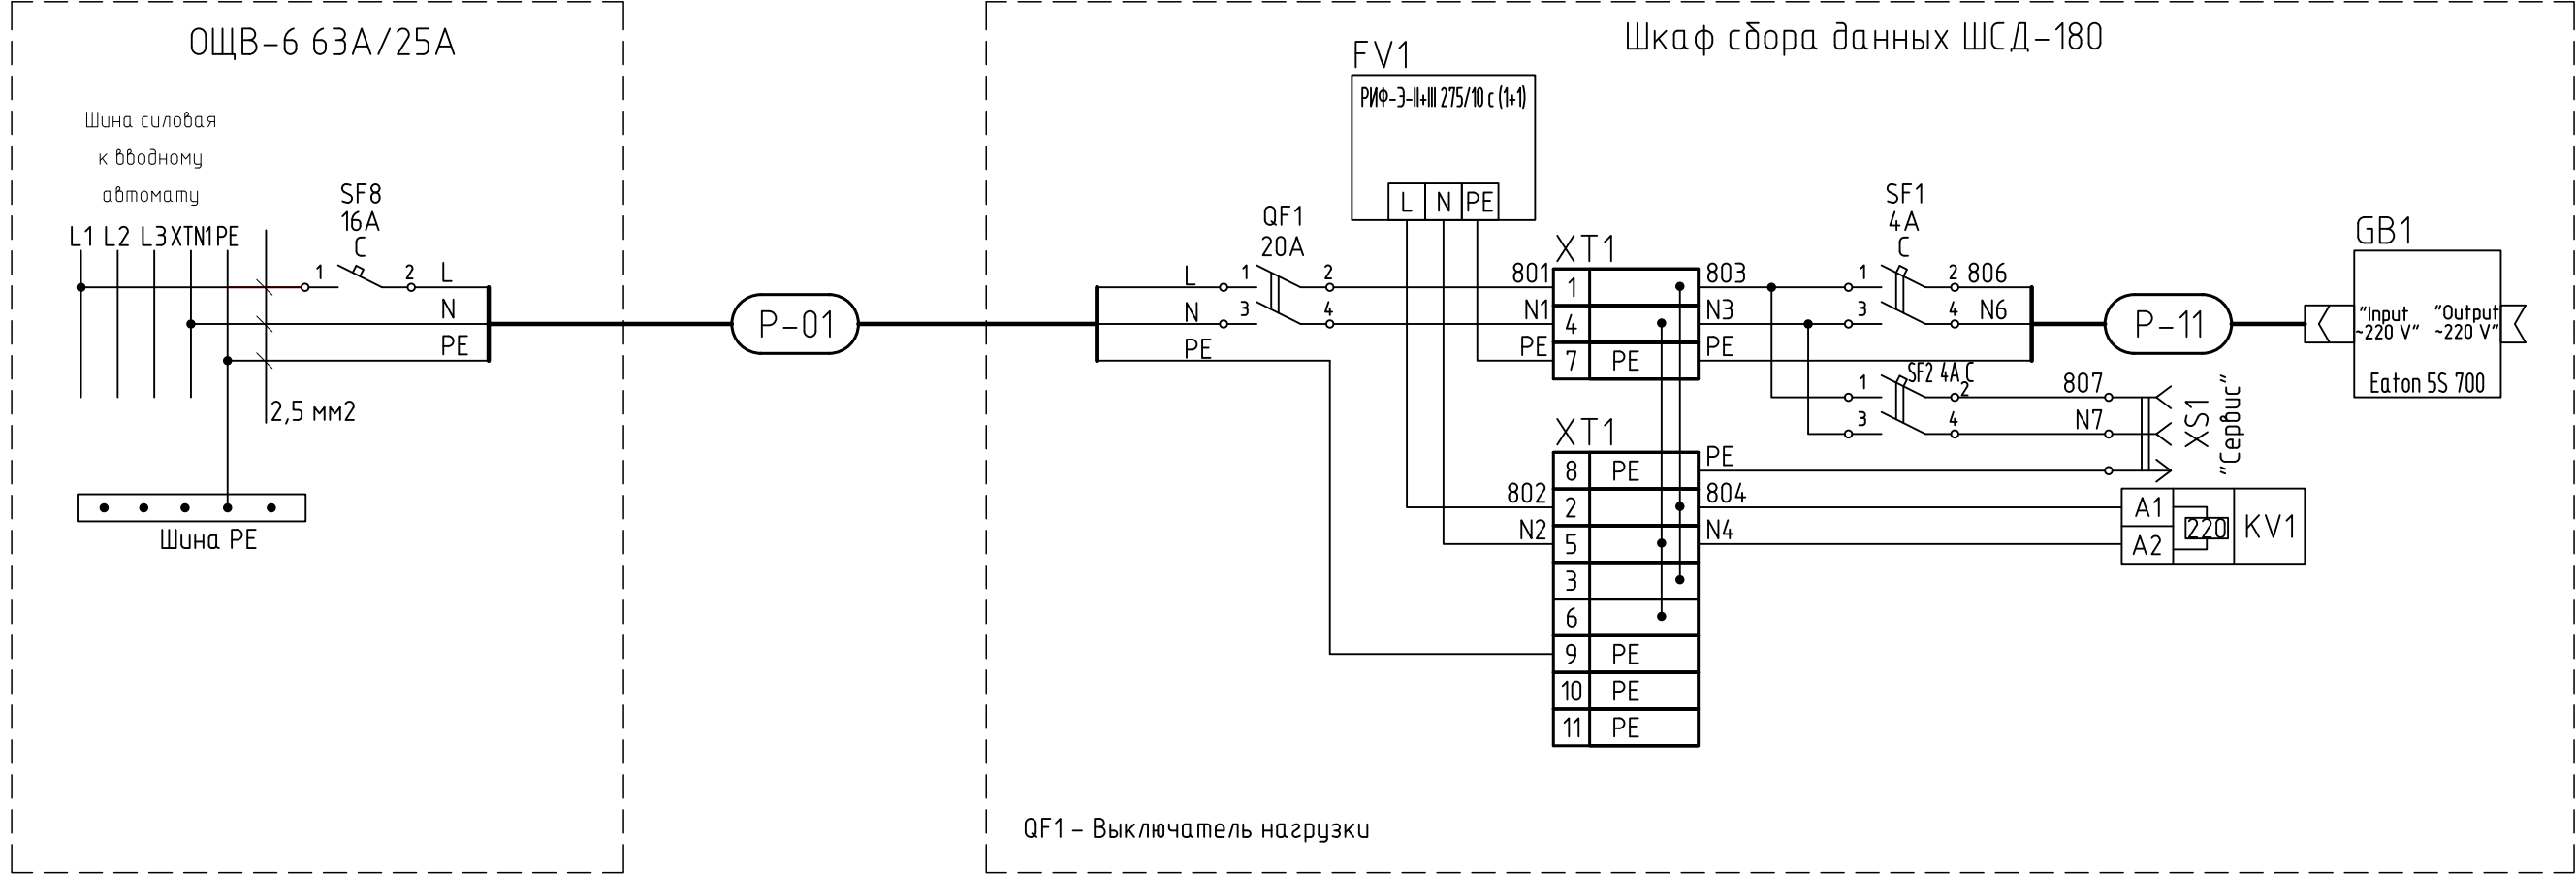 ОЩВ-6 63А/25А
Шина силовая
к вводному
автомату
L1 L2 L3 XTN1 PE
SF8
16А
С
1 2 L
N
PE
2,5 мм2
Шина PE
P-01
Шкаф сбора данных ШСД-180
FV1
РИФ-Э-II+III 275/10 с (1+1)
L N PE
QF1
20А
L 1 2
N 3 4
PE
XT1
801 1 803
N1 4 N3
PE 7 PE PE
SF1
4А
С
1 2 806
3 4 N6
SF2 4А С
1 2 807
3 4 N7
XS1
"Сервис"
P-11
GB1
"Input
~220 V"
"Output
~220 V"
Eaton 5S 700
XT1
8 PE PE
802 2 804
N2 5 N4
3
6
9 PE
10 PE
11 PE
A1
A2
220
KV1
QF1 - Выключатель нагрузки